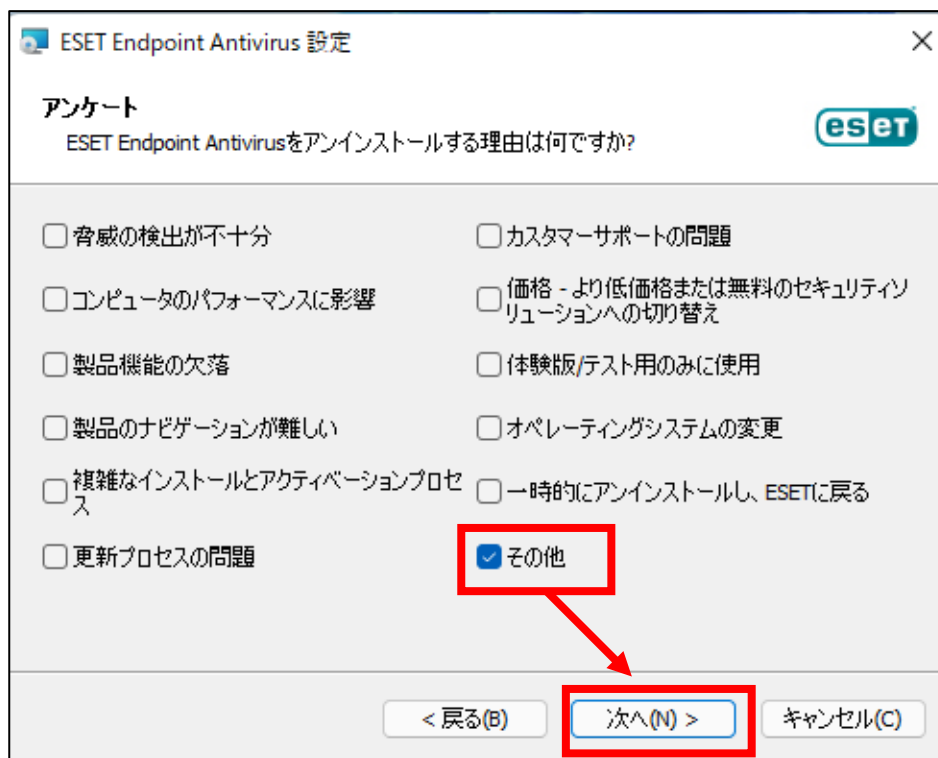 ESET Endpoint Antivirus 設定
アンケート
ESET Endpoint Antivirusをアンインストールする理由は何ですか?
eset
脅威の検出が不十分
カスタマーサポートの問題
コンピュータのパフォーマンスに影響
価格 - より低価格または無料のセキュリティソ
リューションへの切り替え
製品機能の欠落
体験版/テスト用のみに使用
製品のナビゲーションが難しい
オペレーティングシステムの変更
複雑なインストールとアクティベーションプロセ
ス
一時的にアンインストールし、ESETに戻る
更新プロセスの問題
その他
< 戻る(B)
次へ(N) >
キャンセル(C)